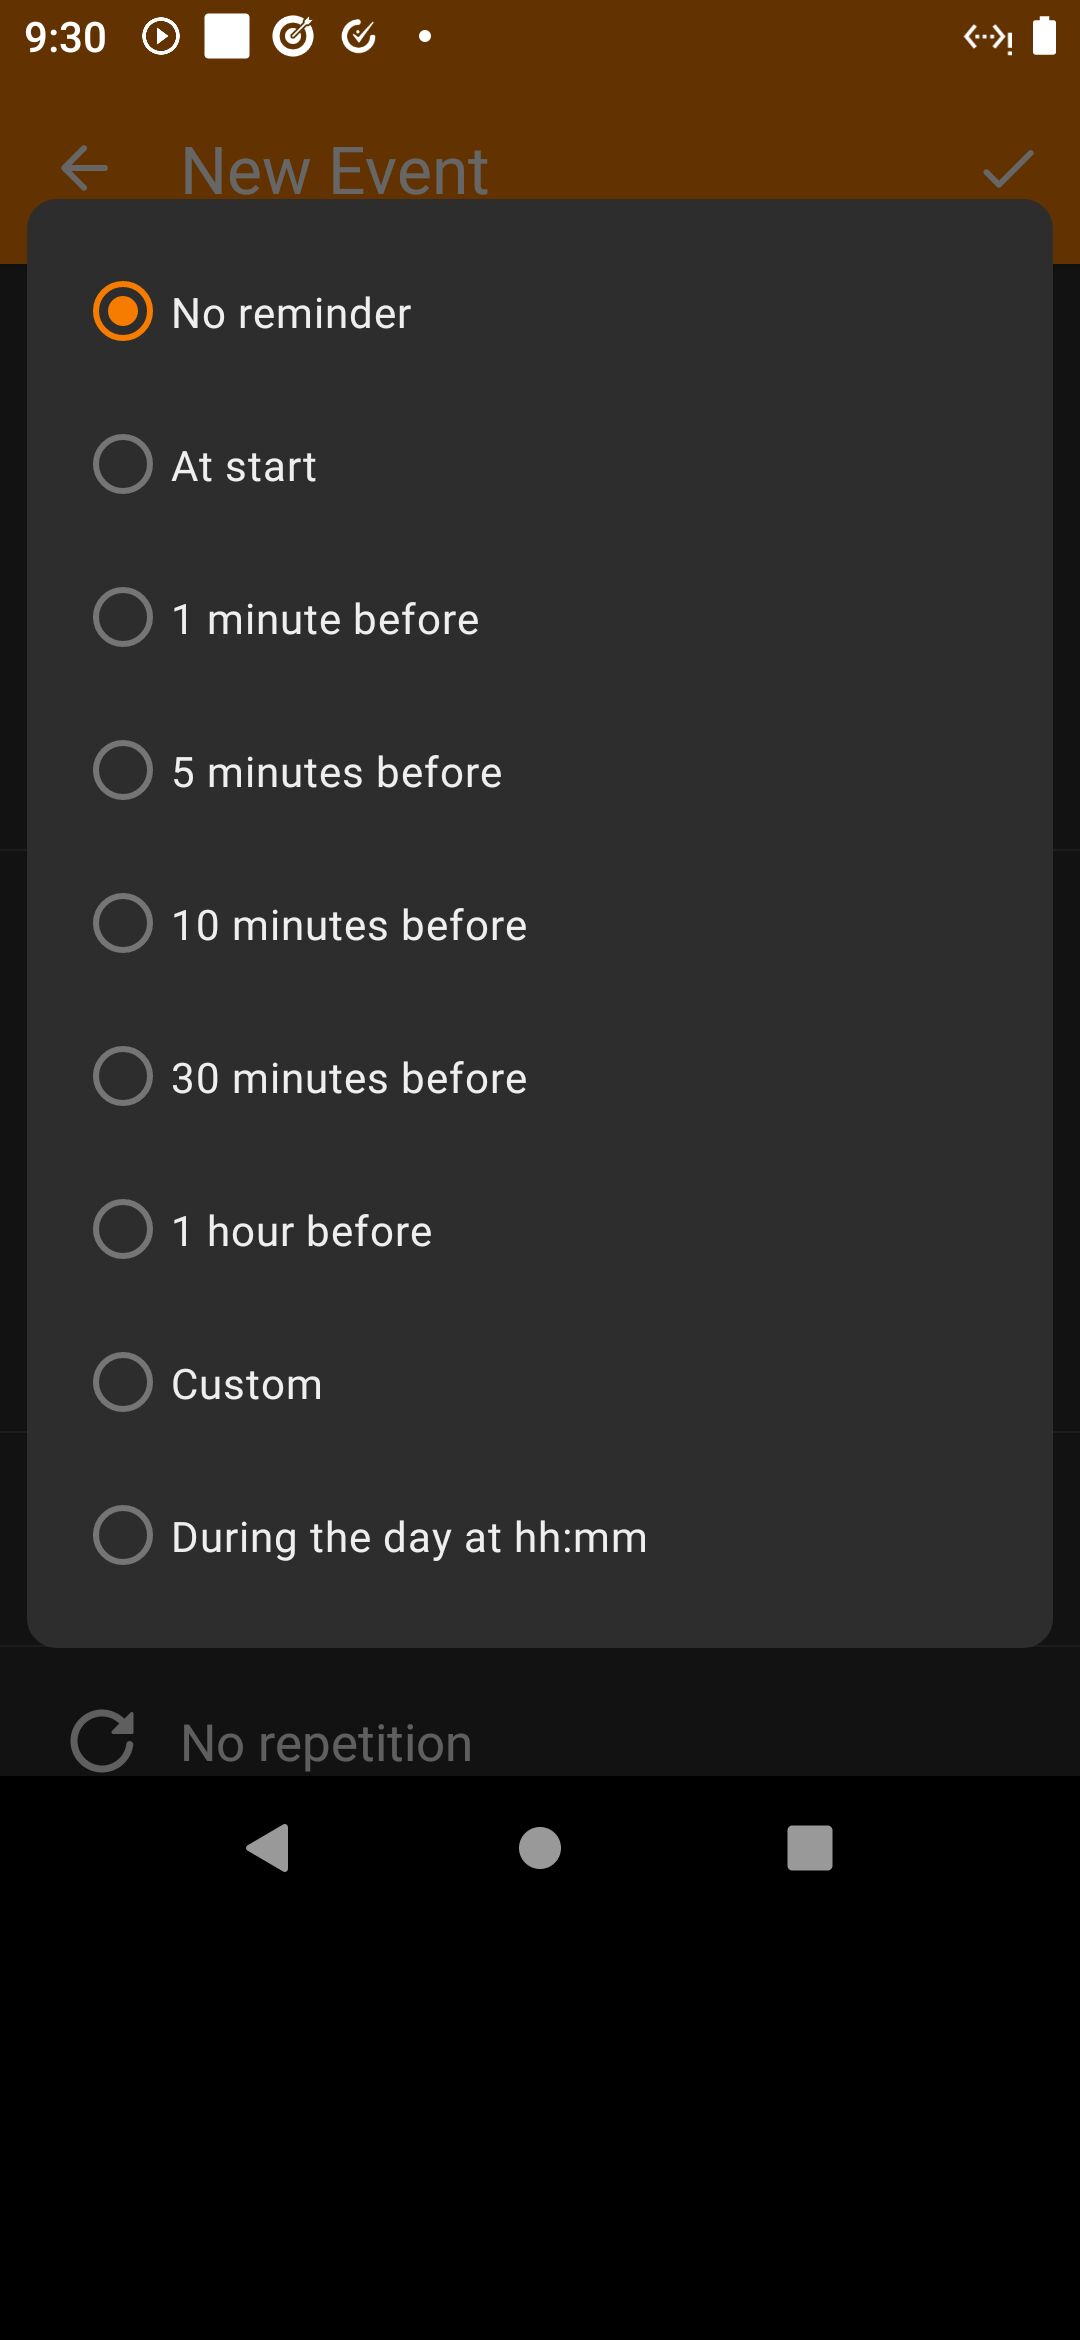 9:30
New Event
No reminder
At start
1 minute before
5 minutes before
10 minutes before
30 minutes before
1 hour before
Custom
During the day at hh:mm
No repetition